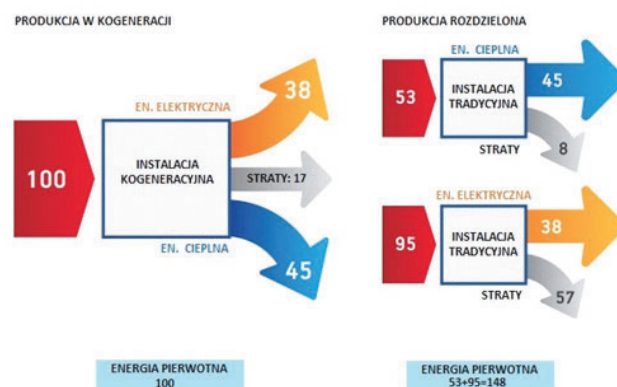 PRODUKCJA W KOGENERACJI
EN. ELEKTRYCZNA
38
100
INSTALACJA
KOGENERACYJNA
STRATY: 17
EN. CIEPLNA
45
ENERGIA PIERWOTNA
100
PRODUKCJA ROZDZIELONA
EN. CIEPLNA
53
INSTALACJA
TRADYCYJNA
45
STRATY
8
EN. ELEKTRYCZNA
95
INSTALACJA
TRADYCYJNA
38
STRATY
57
ENERGIA PIERWOTNA
53+95=148